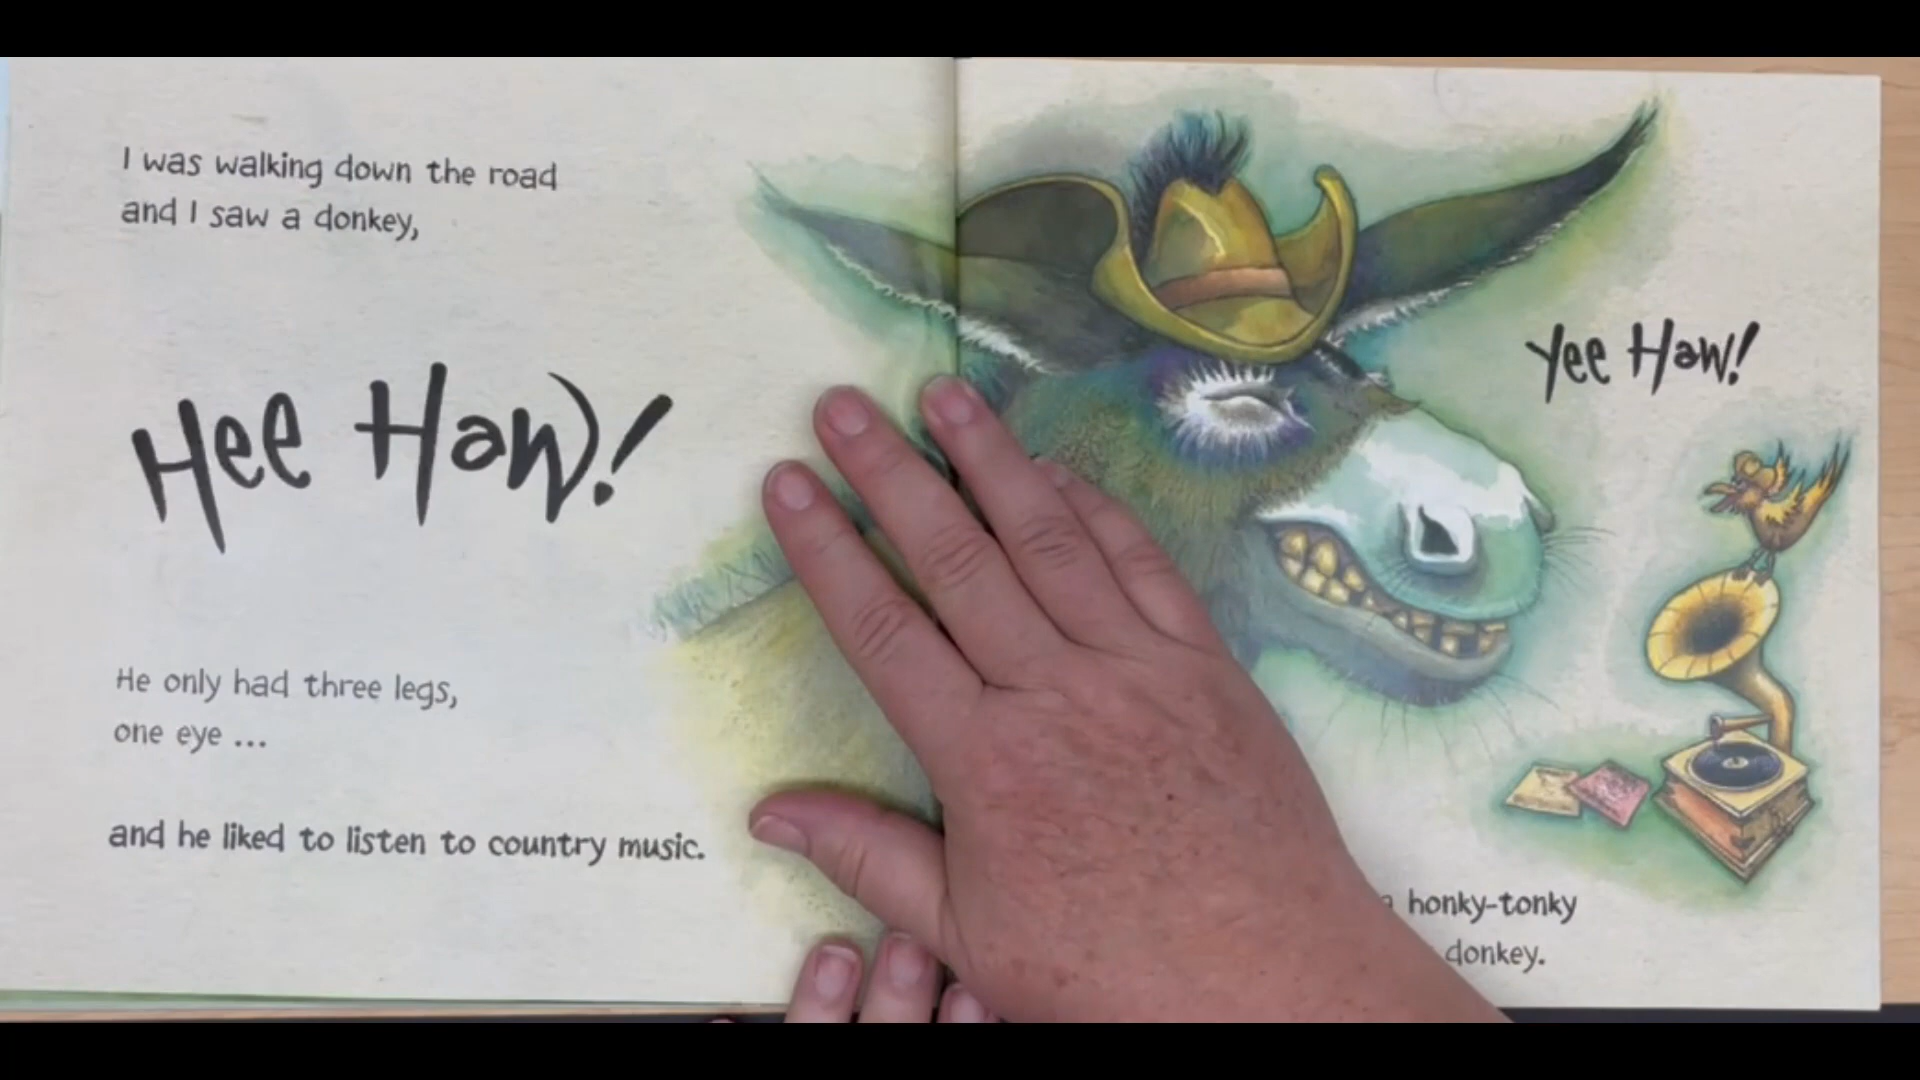 I was walking down the road
and I saw a donkey,
Hee Haw!
He only had three legs,
one eye ...
and he liked to listen to country music.
Yee Haw!
honky-tonky
donkey.